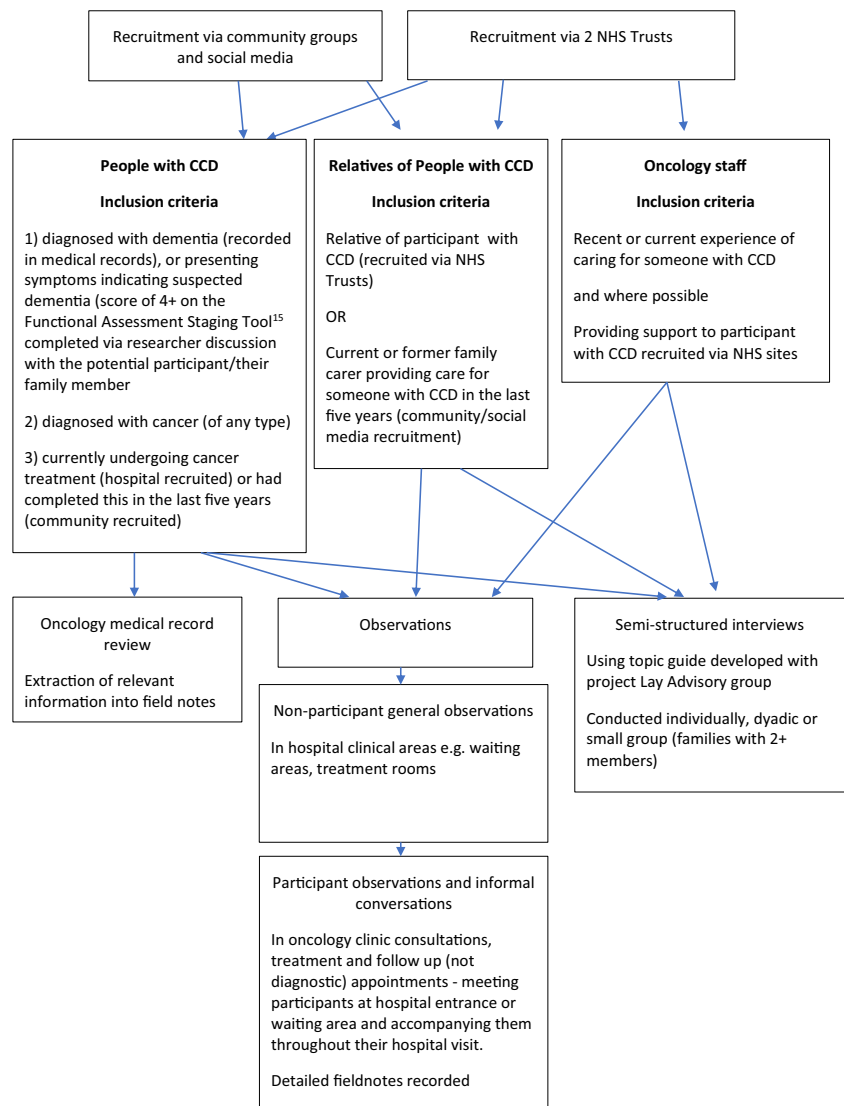 Recruitment via community groups
and social media
Recruitment via 2 NHS Trusts
People with CCD
Inclusion criteria
1) diagnosed with dementia (recorded
in medical records), or presenting
symptoms indicating suspected
dementia (score of 4+ on the
Functional Assessment Staging Tool¹⁵
completed via researcher discussion
with the potential participant/their
family member
2) diagnosed with cancer (of any type)
3) currently undergoing cancer
treatment (hospital recruited) or had
completed this in the last five years
(community recruited)
Relatives of People with CCD
Inclusion criteria
Relative of participant with
CCD (recruited via NHS
Trusts)
OR
Current or former family
carer providing care for
someone with CCD in the last
five years (community/social
media recruitment)
Oncology staff
Inclusion criteria
Recent or current experience of
caring for someone with CCD
and where possible
Providing support to participant
with CCD recruited via NHS sites
Oncology medical record
review
Extraction of relevant
information into field notes
Observations
Semi-structured interviews
Using topic guide developed with
project Lay Advisory group
Conducted individually, dyadic or
small group (families with 2+
members)
Non-participant general observations
In hospital clinical areas e.g. waiting
areas, treatment rooms
Participant observations and informal
conversations
In oncology clinic consultations,
treatment and follow up (not
diagnostic) appointments - meeting
participants at hospital entrance or
waiting area and accompanying them
throughout their hospital visit.
Detailed fieldnotes recorded